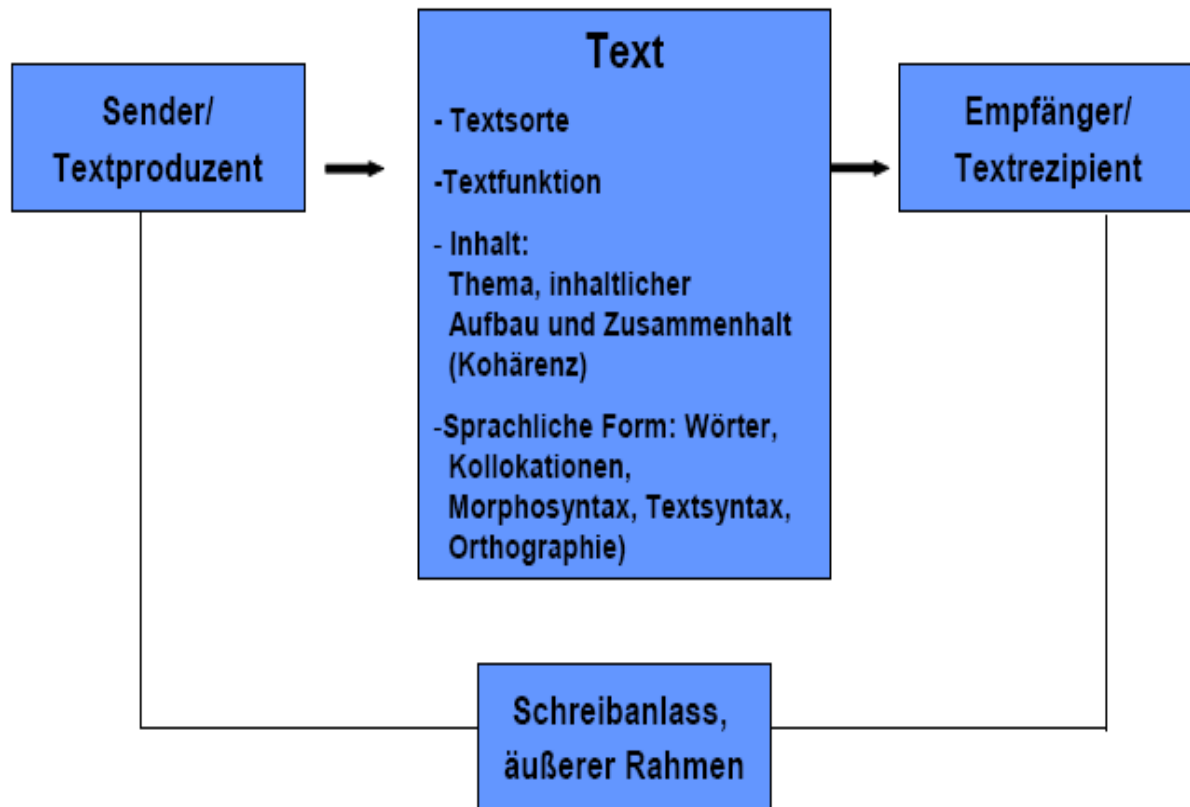 Sender/
Textproduzent
Text
- Textsorte
-Textfunktion
- Inhalt:
Thema, inhaltlicher
Aufbau und Zusammenhalt
(Kohärenz)
-Sprachliche Form: Wörter,
Kollokationen,
Morphosyntax, Textsyntax,
Orthographie)
Empfänger/
Textrezipient
Schreibanlass,
äußerer Rahmen